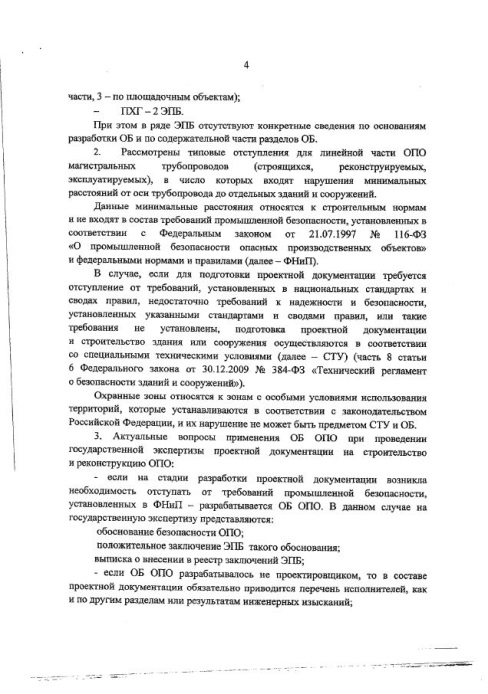 4
части, 3 – по площадочным объектам);
– ПХГ – 2 ЭПБ.
При этом в ряде ЭПБ отсутствуют конкретные сведения по основаниям
разработки ОБ и по содержательной части разделов ОБ.
2. Рассмотрены типовые отступления для линейной части ОПО
магистральных трубопроводов (строящихся, реконструируемых,
эксплуатируемых), в число которых входят нарушения минимальных
расстояний от оси трубопровода до отдельных зданий и сооружений.
Данные минимальные расстояния относятся к строительным нормам
и не входят в состав требований промышленной безопасности, установленных в
соответствии с Федеральным законом от 21.07.1997 № 116-ФЗ
«О промышленной безопасности опасных производственных объектов»
и федеральными нормами и правилами (далее – ФНиП).
В случае, если для подготовки проектной документации требуется
отступление от требований, установленных в национальных стандартах и
сводах правил, недостаточно требований к надежности и безопасности,
установленных указанными стандартами и сводами правил, или такие
требования не установлены, подготовка проектной документации
и строительство здания или сооружения осуществляются в соответствии
со специальными техническими условиями (далее – СТУ) (часть 8 статьи
6 Федерального закона от 30.12.2009 № 384-ФЗ «Технический регламент
о безопасности зданий и сооружений»).
Охранные зоны относятся к зонам с особыми условиями использования
территорий, которые устанавливаются в соответствии с законодательством
Российской Федерации, и их нарушение не может быть предметом СТУ и ОБ.
3. Актуальные вопросы применения ОБ ОПО при проведении
государственной экспертизы проектной документации на строительство
и реконструкцию ОПО:
- если на стадии разработки проектной документации возникла
необходимость отступать от требований промышленной безопасности,
установленных в ФНиП – разрабатывается ОБ ОПО. В данном случае на
государственную экспертизу представляются:
обоснование безопасности ОПО;
положительное заключение ЭПБ такого обоснования;
выписка о внесении в реестр заключений ЭПБ;
- если ОБ ОПО разрабатывалось не проектировщиком, то в составе
проектной документации обязательно приводится перечень исполнителей, как
и по другим разделам или результатам инженерных изысканий;